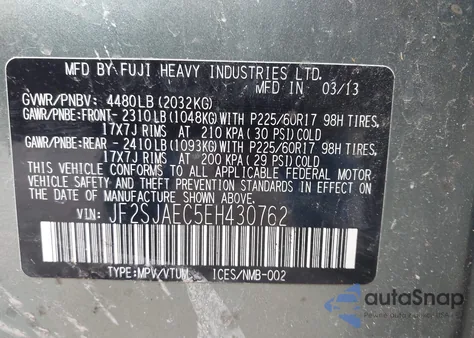 MFD BY FUJI HEAVY INDUSTRIES LTD.
MFD IN 03/13
GVWR/PNBV: 4480LB(2032KG)
GAWR/PNBE:FRONT-2310LB(1048KG)WITH P225/60R17 98H TIRES,
17X7J RIMS AT 210 KPA(30 PSI)COLD
GAWR/PNBE:REAR -2410LB(1093KG)WITH P225/60R17 98H TIRES,
17X7J RIMS AT 200 KPA(29 PSI)COLD
THIS VEHICLE CONFORMS TO ALL APPLICABLE FEDERAL MOTOR
VEHICLE SAFETY AND THEFT PREVENTION STANDARDS IN EFFECT
ON THE DATE OF MANUFACTURE SHOWN ABOVE.
VIN: JF2SJAEC5EH430762
TYPE:MPV/VTUM ICES/NMB-002
autoSnap